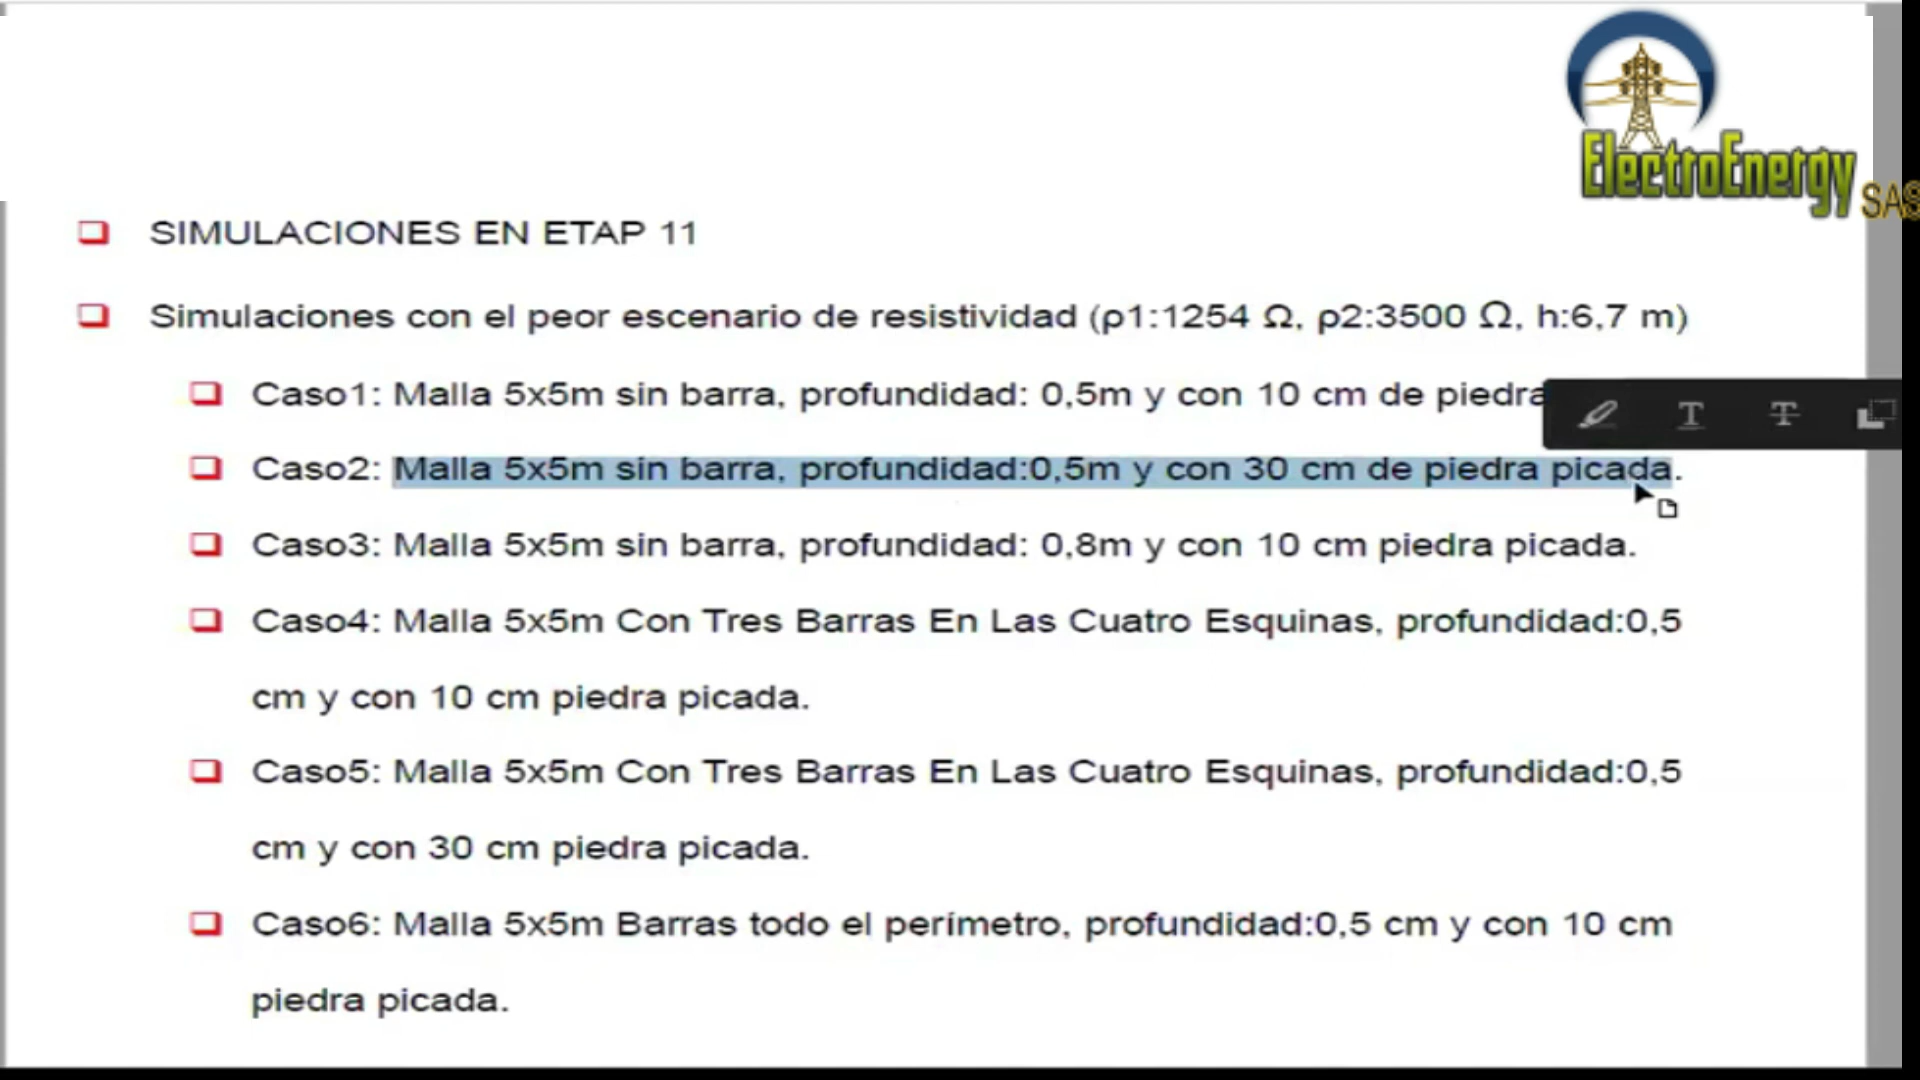 ElectroEnergy SAS
SIMULACIONES EN ETAP 11
Simulaciones con el peor escenario de resistividad (ρ1:1254 Ω, ρ2:3500 Ω, h:6,7 m)
Caso1: Malla 5x5m sin barra, profundidad: 0,5m y con 10 cm de piedra
Caso2: Malla 5x5m sin barra, profundidad:0,5m y con 30 cm de piedra picada.
Caso3: Malla 5x5m sin barra, profundidad: 0,8m y con 10 cm piedra picada.
Caso4: Malla 5x5m Con Tres Barras En Las Cuatro Esquinas, profundidad:0,5
cm y con 10 cm piedra picada.
Caso5: Malla 5x5m Con Tres Barras En Las Cuatro Esquinas, profundidad:0,5
cm y con 30 cm piedra picada.
Caso6: Malla 5x5m Barras todo el perímetro, profundidad:0,5 cm y con 10 cm
piedra picada.